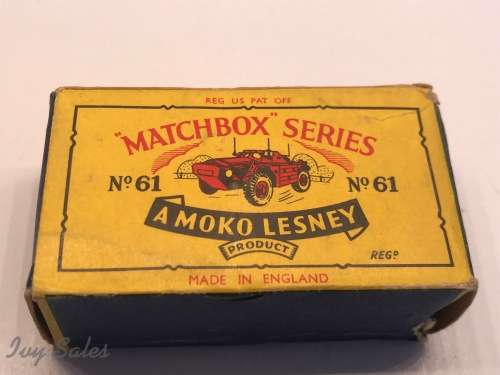 REG US PAT OFF
"MATCHBOX" SERIES
Nº 61 Nº 61
A MOKO LESNEY
PRODUCT
REGD
MADE IN ENGLAND
Ivy Sales